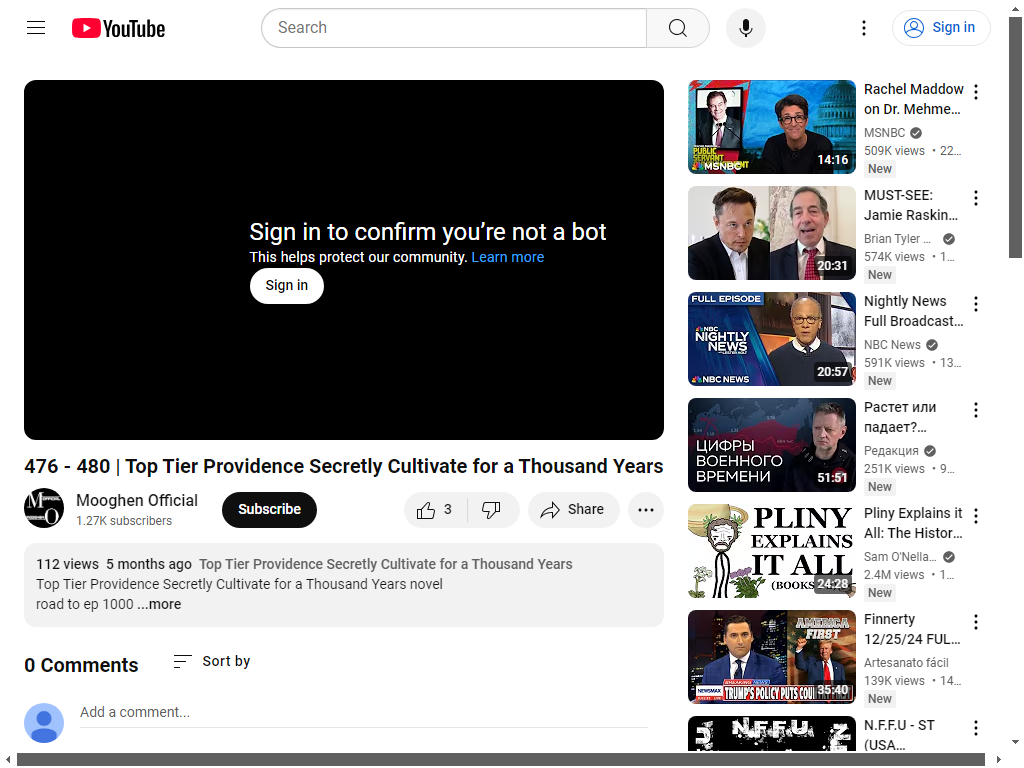 YouTube
Search
Sign in
Sign in to confirm you’re not a bot
This helps protect our community. Learn more
Sign in
476 - 480 | Top Tier Providence Secretly Cultivate for a Thousand Years
Mooghen Official
1.27K subscribers
Subscribe
3
Share
112 views 5 months ago Top Tier Providence Secretly Cultivate for a Thousand Years
Top Tier Providence Secretly Cultivate for a Thousand Years novel
road to ep 1000 ...more
0 Comments
Sort by
Add a comment...
PUBLIC
SERVANT
MSNBC
14:16
Rachel Maddow
on Dr. Mehme...
MSNBC
509K views • 22...
New
20:31
MUST-SEE:
Jamie Raskin...
Brian Tyler ...
574K views • 1...
New
FULL EPISODE
NBC
NIGHTLY
NEWS
NBC NEWS
20:57
Nightly News
Full Broadcast...
NBC News
591K views • 13...
New
ЦИФРЫ
ВОЕННОГО
ВРЕМЕНИ
51:51
Растет или
падает?...
Редакция
251K views • 9...
New
PLINY
EXPLAINS
IT ALL
(BOOKS
24:28
Pliny Explains it
All: The Histor...
Sam O'Nella...
2.4M views • 1...
New
AMERICA
FIRST
BREAKING NEWS
NEWSMAX
TRUMP'S POLICY PUTS COU
35:40
Finnerty
12/25/24 FUL...
Artesanato fácil
139K views • 14...
New
N.F.F.U
N.F.F.U - ST
(USA...